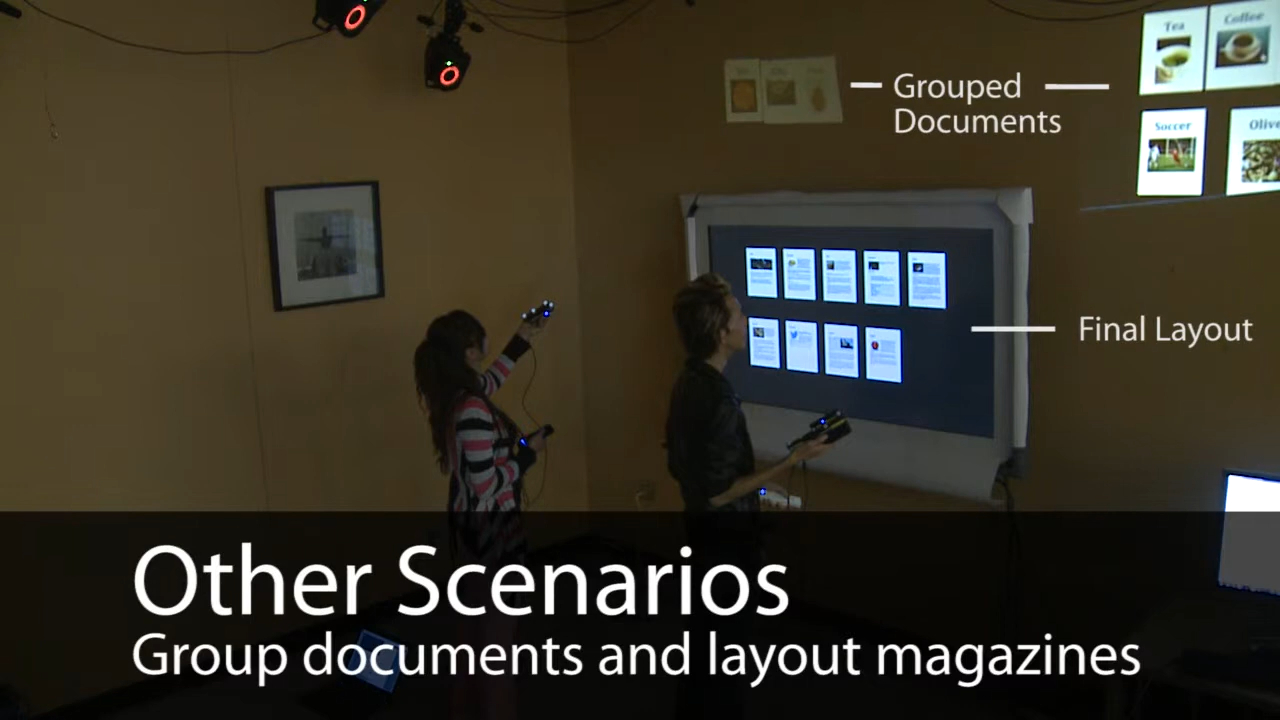 Tea
Coffee
Grouped
Documents
Soccer
Olive
Final Layout
Other Scenarios
Group documents and layout magazines